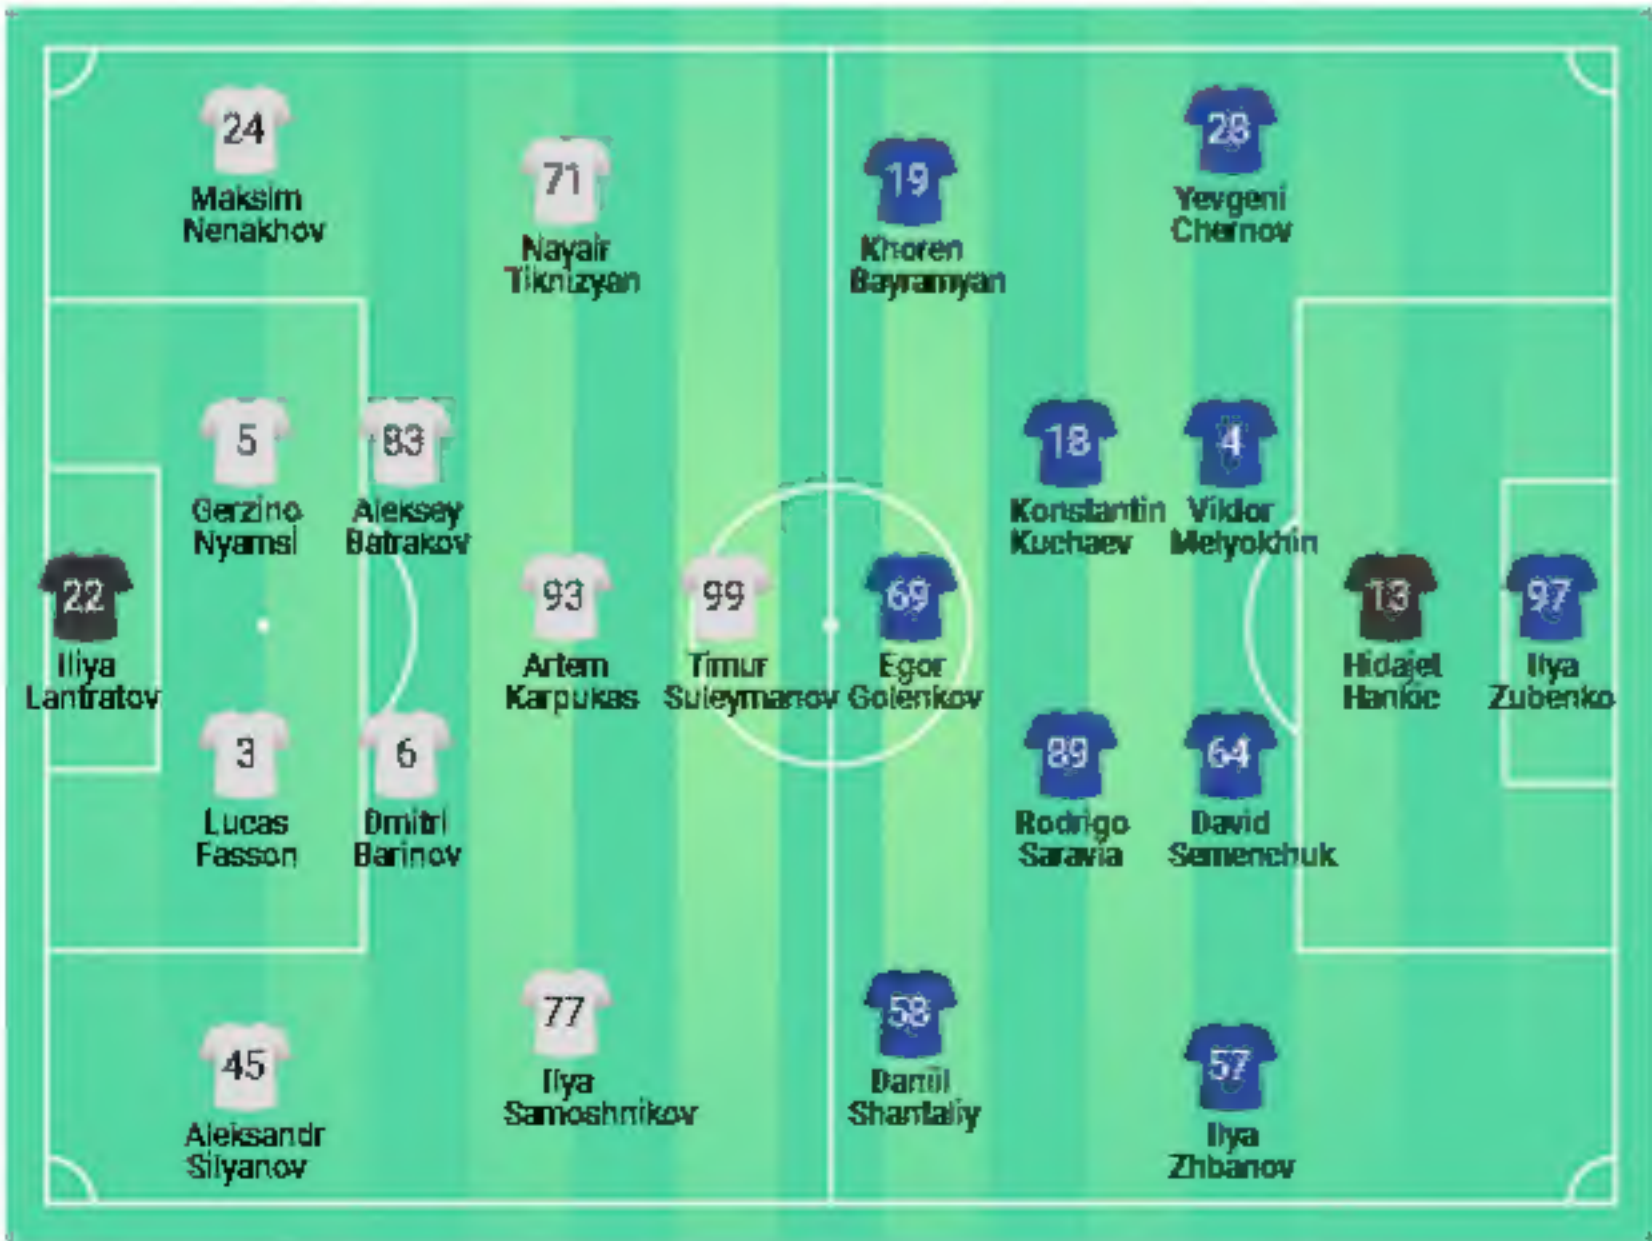 24
Maksim
Nenakhov
71
Nayair
Tiknizyan
19
Khoren
Bayramyan
28
Yevgeni
Chernov
5
Gerzino
Nyamsi
83
Aleksey
Batrakov
18
Konstantin
Kuchaev
4
Viktor
Melyokhin
22
Iliya
Lantratov
93
Artem
Karpukas
99
Timur
Suleymanov
69
Egor
Golenkov
13
Hidajet
Hankic
97
Ilya
Zubenko
3
Lucas
Fasson
6
Dmitri
Barinov
89
Rodrigo
Saravia
64
David
Semenchuk
45
Aleksandr
Silyanov
77
Ilya
Samoshnikov
58
Daniil
Shantaliy
57
Ilya
Zhbanov